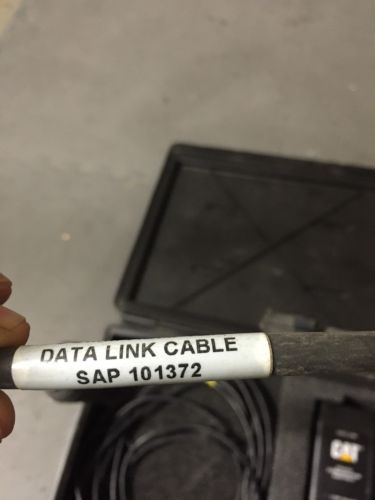 DATA LINK CABLE
SAP 101372
CAT